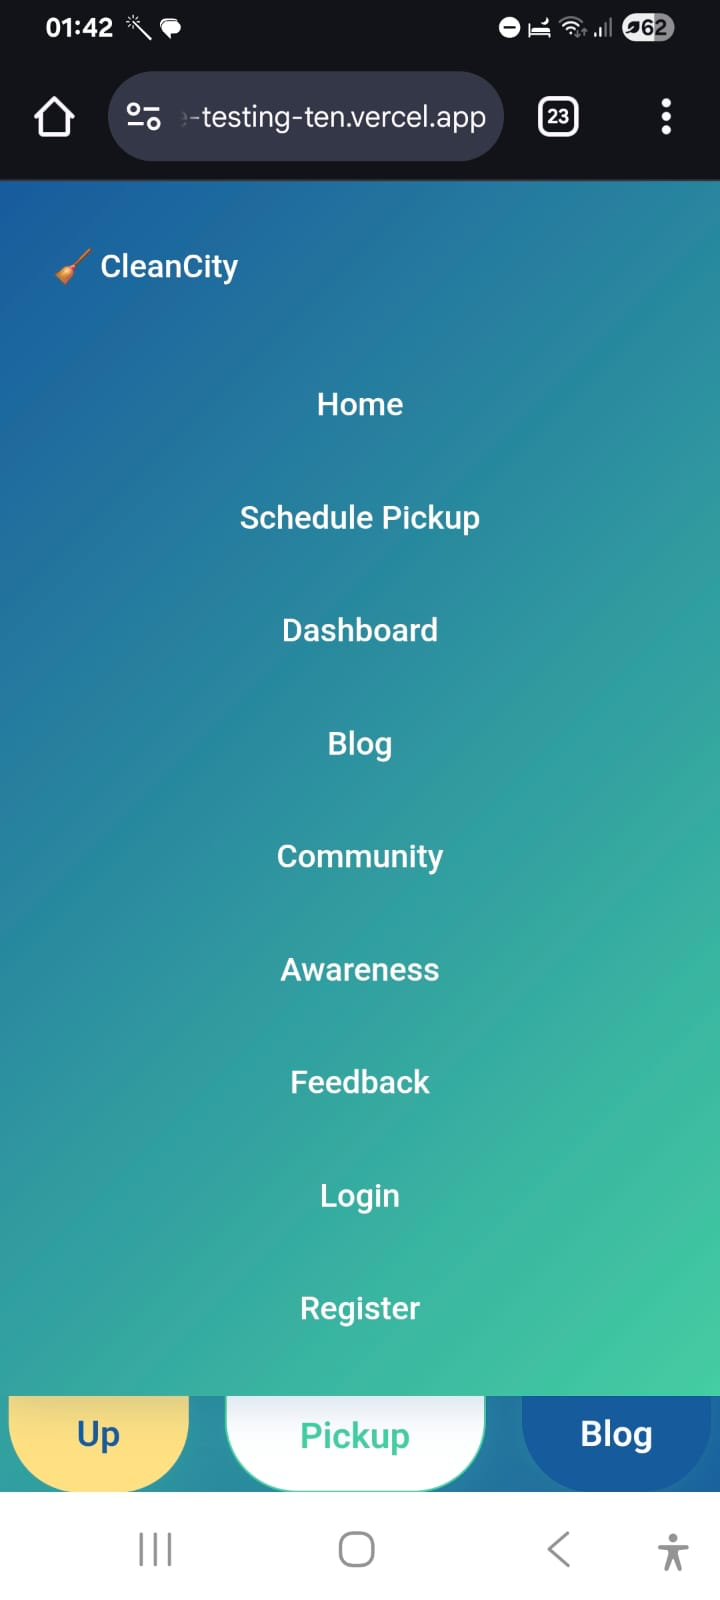 01:42
62
-testing-ten.vercel.app
23
CleanCity
Home
Schedule Pickup
Dashboard
Blog
Community
Awareness
Feedback
Login
Register
Up
Pickup
Blog